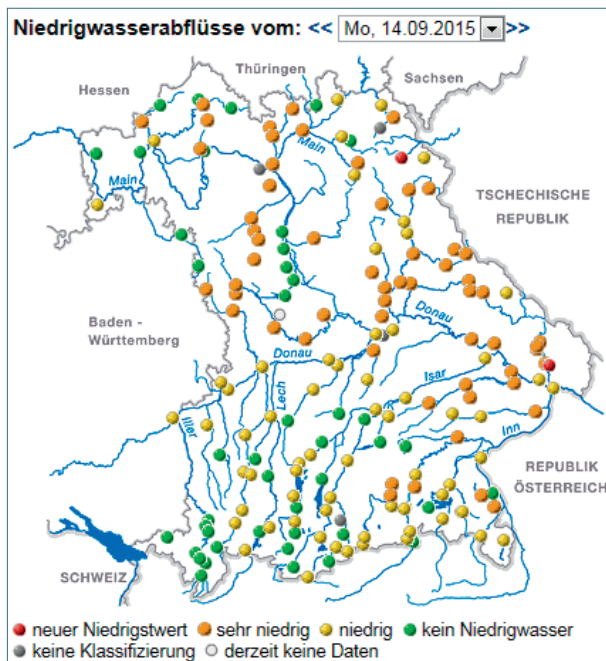 Niedrigwasserabflüsse vom: << Mo, 14.09.2015 >>
Thüringen
Sachsen
Hessen
Main
Main
TSCHECHISCHE
REPUBLIK
Baden -
Württemberg
Donau
Donau
Isar
Lech
Iller
Inn
REPUBLIK
ÖSTERREICH
SCHWEIZ
neuer Niedrigstwert sehr niedrig niedrig kein Niedrigwasser
keine Klassifizierung derzeit keine Daten